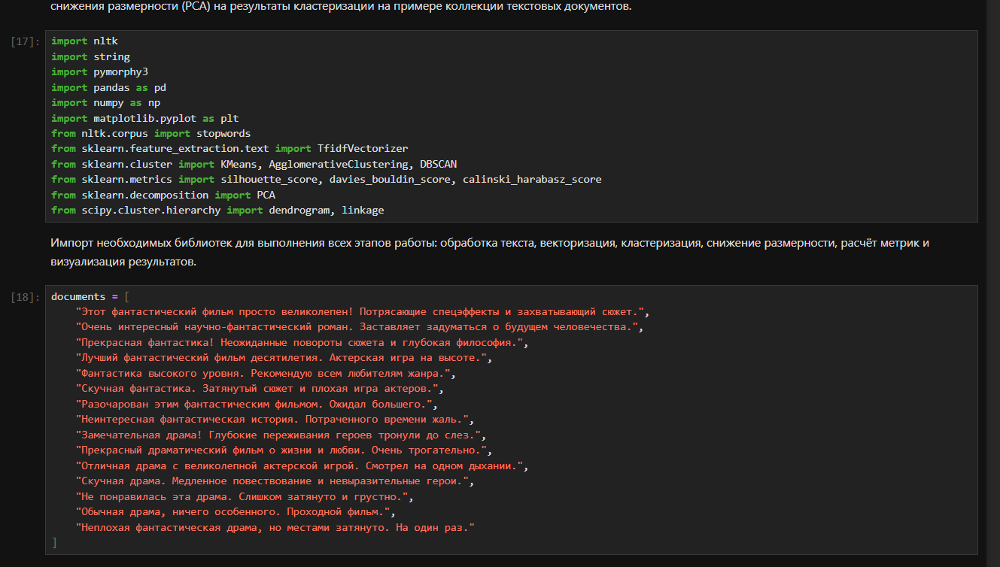 снижения размерности (PCA) на результаты кластеризации на примере коллекции текстовых документов.
[17]:
import nltk
import string
import pymorphy3
import pandas as pd
import numpy as np
import matplotlib.pyplot as plt
from nltk.corpus import stopwords
from sklearn.feature_extraction.text import TfidfVectorizer
from sklearn.cluster import KMeans, AgglomerativeClustering, DBSCAN
from sklearn.metrics import silhouette_score, davies_bouldin_score, calinski_harabasz_score
from sklearn.decomposition import PCA
from scipy.cluster.hierarchy import dendrogram, linkage
Импорт необходимых библиотек для выполнения всех этапов работы: обработка текста, векторизация, кластеризация, снижение размерности, расчёт метрик и
визуализация результатов.
[18]:
documents = [
"Этот фантастический фильм просто великолепен! Потрясающие спецэффекты и захватывающий сюжет.",
"Очень интересный научно-фантастический роман. Заставляет задуматься о будущем человечества.",
"Прекрасная фантастика! Неожиданные повороты сюжета и глубокая философия.",
"Лучший фантастический фильм десятилетия. Актерская игра на высоте.",
"Фантастика высокого уровня. Рекомендую всем любителям жанра.",
"Скучная фантастика. Затянутый сюжет и плохая игра актеров.",
"Разочарован этим фантастическим фильмом. Ожидал большего.",
"Неинтересная фантастическая история. Потраченного времени жаль.",
"Замечательная драма! Глубокие переживания героев тронули до слез.",
"Прекрасный драматический фильм о жизни и любви. Очень трогательно.",
"Отличная драма с великолепной актерской игрой. Смотрел на одном дыхании.",
"Скучная драма. Медленное повествование и невыразительные герои.",
"Не понравилась эта драма. Слишком затянуто и грустно.",
"Обычная драма, ничего особенного. Проходной фильм.",
"Неплохая фантастическая драма, но местами затянуто. На один раз."
]